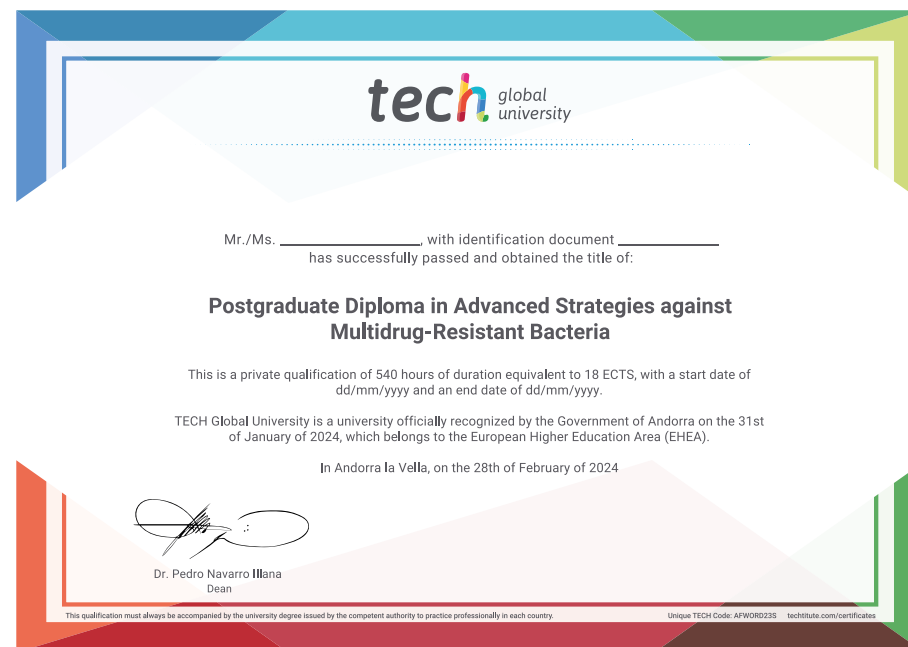 tech global university
Mr./Ms. ____________, with identification document ____________
has successfully passed and obtained the title of:
Postgraduate Diploma in Advanced Strategies against
Multidrug-Resistant Bacteria
This is a private qualification of 540 hours of duration equivalent to 18 ECTS, with a start date of
dd/mm/yyyy and an end date of dd/mm/yyyy.
TECH Global University is a university officially recognized by the Government of Andorra on the 31st
of January of 2024, which belongs to the European Higher Education Area (EHEA).
In Andorra la Vella, on the 28th of February of 2024
Dr. Pedro Navarro Illana
Dean
This qualification must always be accompanied by the university degree issued by the competent authority to practice professionally in each country.
Unique TECH Code: AFWORD23S techtitute.com/certificates